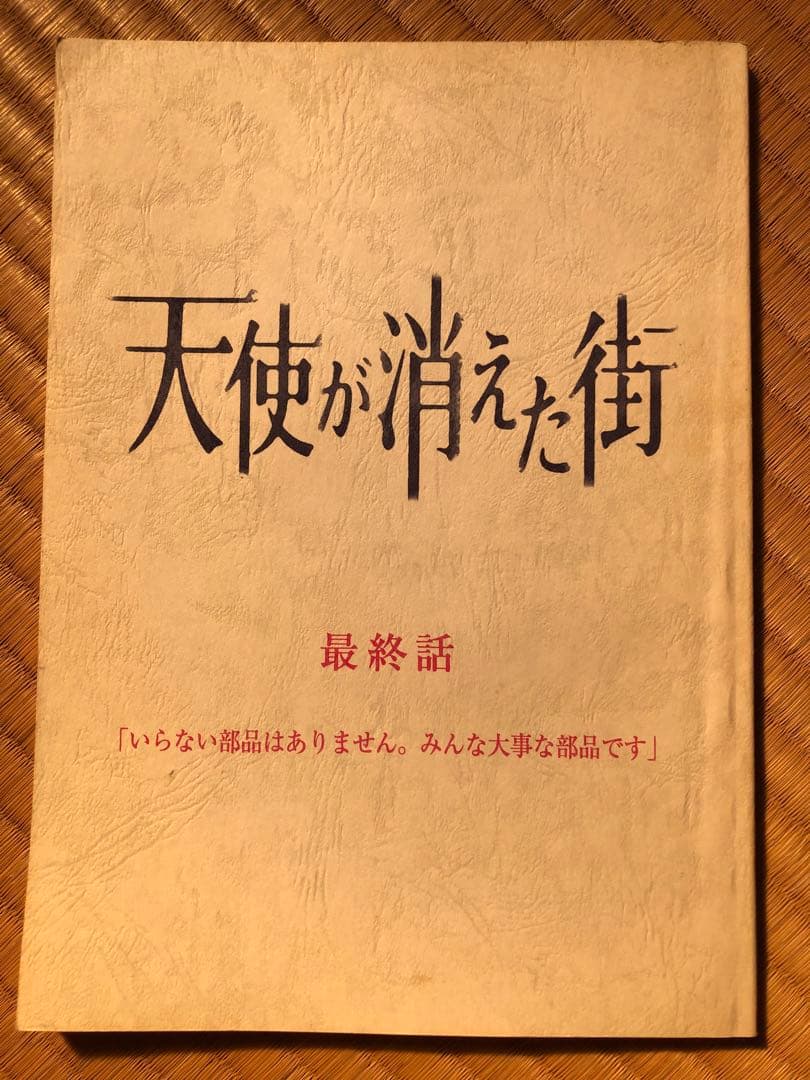 天使が消えた街
最終話
「いらない部品はありません。みんな大事な部品です」